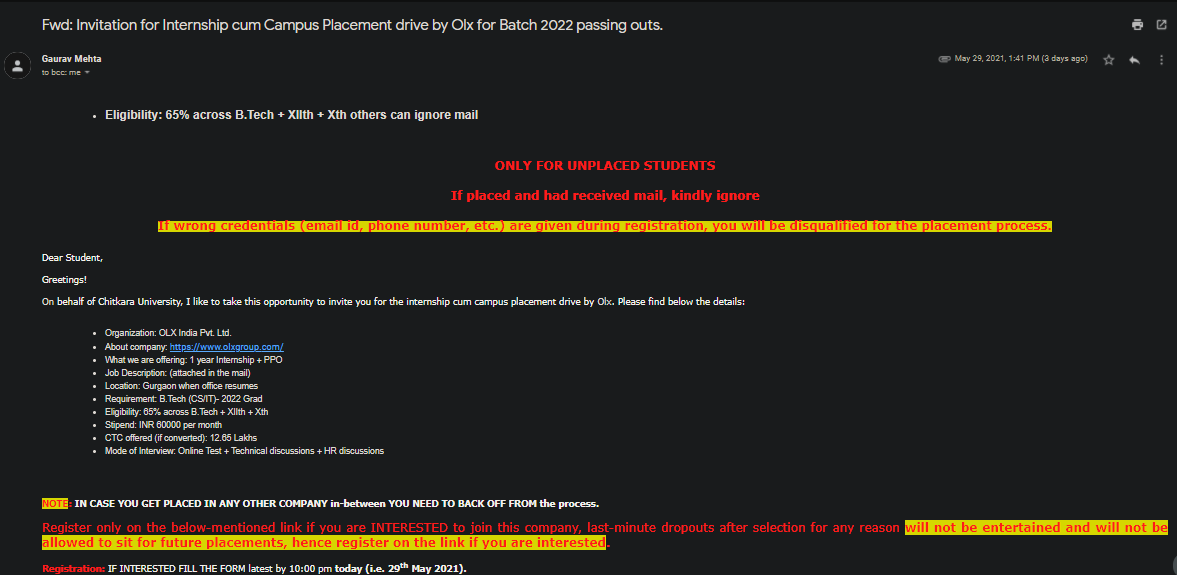 Fwd: Invitation for Internship cum Campus Placement drive by Olx for Batch 2022 passing outs.
Gaurav Mehta
May 29, 2021, 1:41 PM (3 days ago)
to bcc: me
• Eligibility: 65% across B.Tech + XIIth + Xth others can ignore mail
ONLY FOR UNPLACED STUDENTS
If placed and had received mail, kindly ignore
If wrong credentials (email id, phone number, etc.) are given during registration, you will be disqualified for the placement process.
Dear Student,
Greetings!
On behalf of Chitkara University, I like to take this opportunity to invite you for the internship cum campus placement drive by Olx. Please find below the details:
• Organization: OLX India Pvt. Ltd.
• About company: https://www.olxgroup.com/
• What we are offering: 1 year Internship + PPO
• Job Description: (attached in the mail)
• Location: Gurgaon when office resumes
• Requirement: B.Tech (CS/IT)- 2022 Grad
• Eligibility: 65% across B.Tech + XIIth + Xth
• Stipend: INR 60000 per month
• CTC offered (if converted): 12.65 Lakhs
• Mode of Interview: Online Test + Technical discussions + HR discussions
NOTE: IN CASE YOU GET PLACED IN ANY OTHER COMPANY in-between YOU NEED TO BACK OFF FROM the process.
Register only on the below-mentioned link if you are INTERESTED to join this company, last-minute dropouts after selection for any reason will not be entertained and will not be
allowed to sit for future placements, hence register on the link if you are interested.
Registration: IF INTERESTED FILL THE FORM latest by 10:00 pm today (i.e. 29th May 2021).